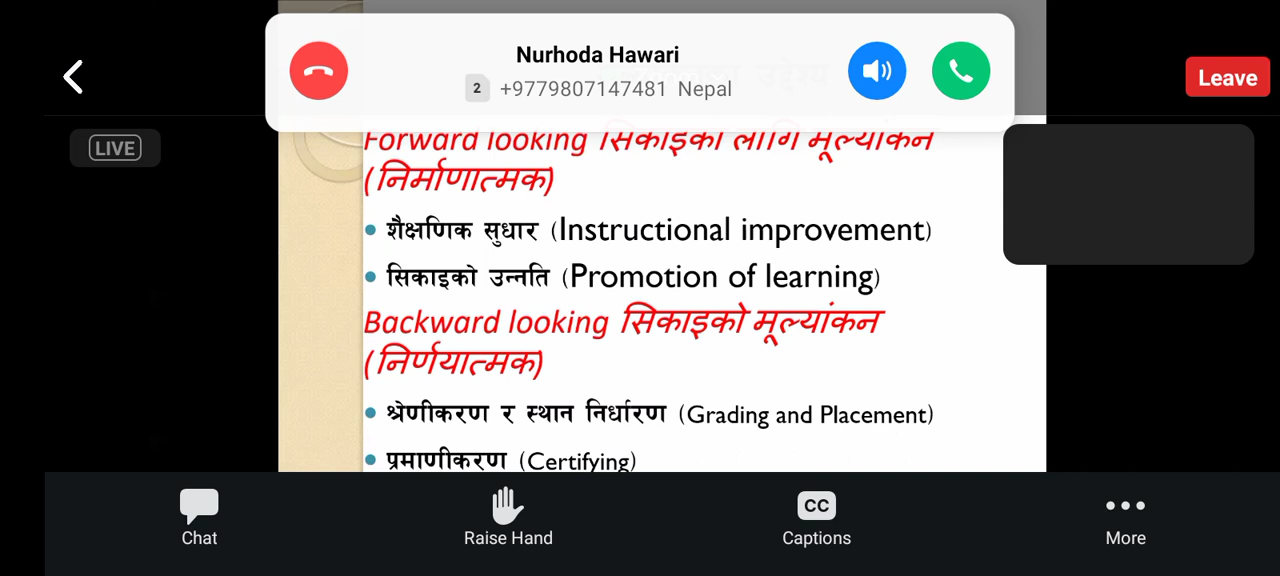 Nurhoda Hawari
2 +9779807147481 Nepal
Leave
LIVE
Forward looking सिकाइका लागि मूल्यांकन
(निर्माणात्मक)
शैक्षणिक सुधार (Instructional improvement)
सिकाइको उन्नति (Promotion of learning)
Backward looking सिकाइको मूल्यांकन
(निर्णयात्मक)
श्रेणीकरण र स्थान निर्धारण (Grading and Placement)
प्रमाणीकरण (Certifying)
Chat
Raise Hand
CC
Captions
More